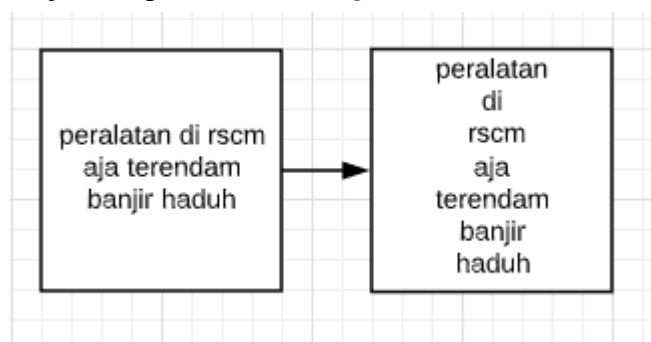 peralatan di rscm
aja terendam
banjir haduh
peralatan
di
rscm
aja
terendam
banjir
haduh